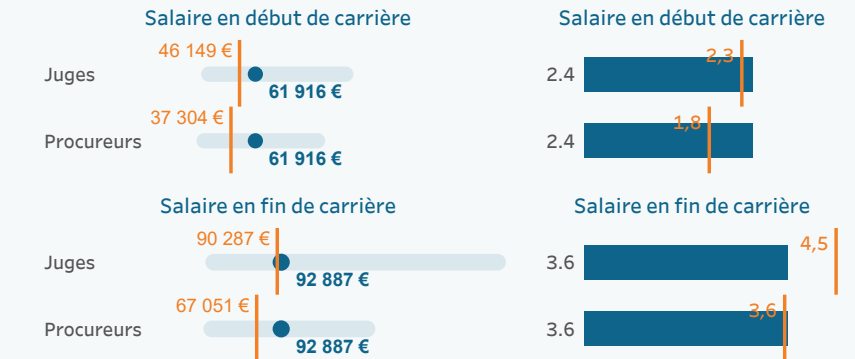 Salaire en début de carrière
Salaire en début de carrière
46 149 €
2,3
Juges
2.4
61 916 €
37 304 €
1,8
Procureurs
2.4
61 916 €
Salaire en fin de carrière
Salaire en fin de carrière
90 287 €
4,5
Juges
3.6
92 887 €
67 051 €
3,6
Procureurs
3.6
92 887 €